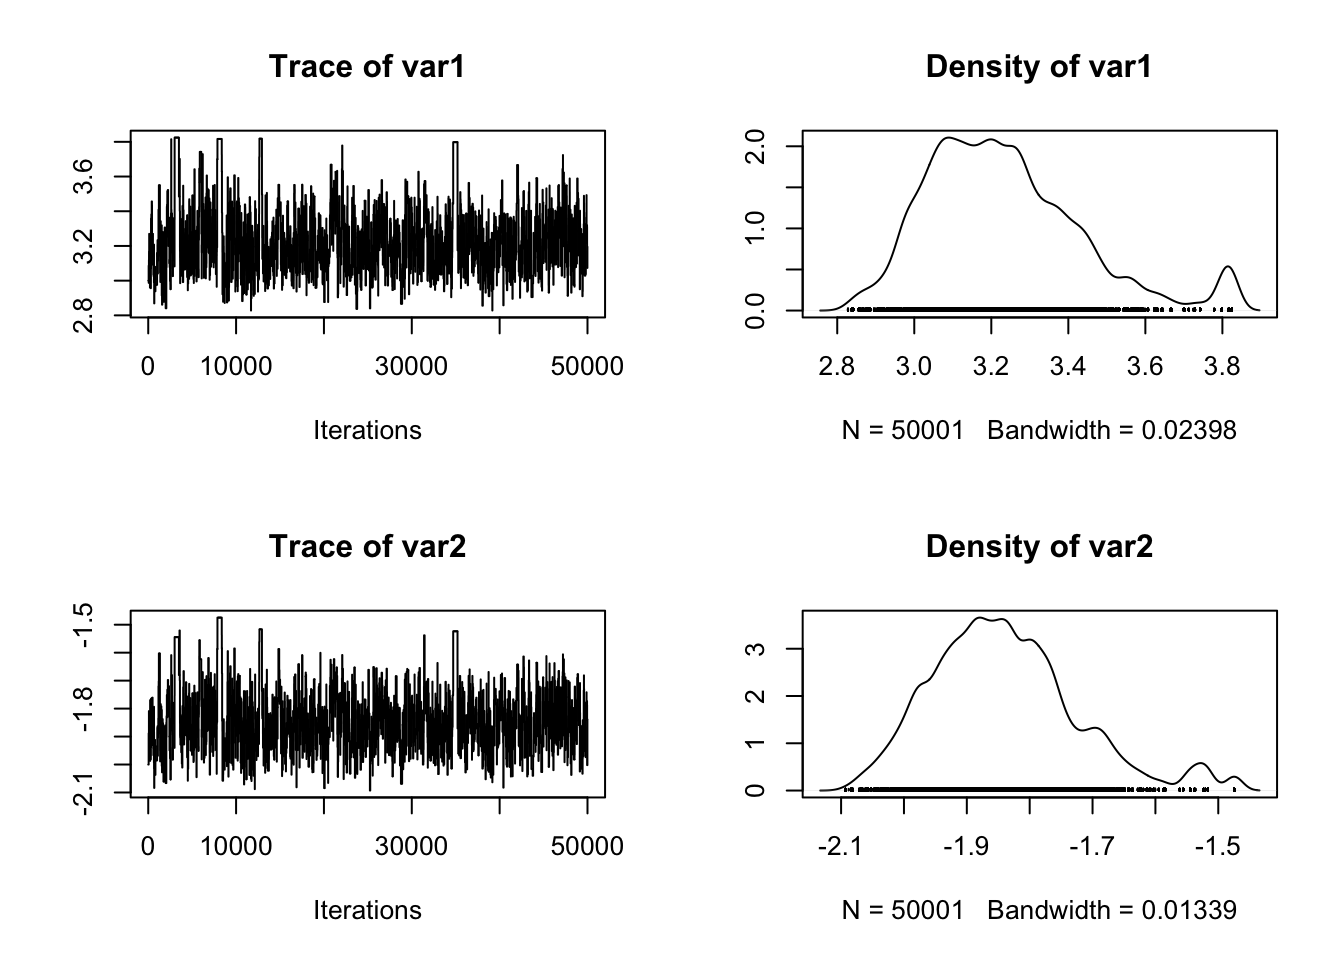 Trace of var1
2.8 3.2 3.6
0 10000 30000 50000
Iterations
Density of var1
0.0 1.0 2.0
2.8 3.0 3.2 3.4 3.6 3.8
N = 50001 Bandwidth = 0.02398
Trace of var2
-2.1 -1.8 -1.5
0 10000 30000 50000
Iterations
Density of var2
0 1 2 3
-2.1 -1.9 -1.7 -1.5
N = 50001 Bandwidth = 0.01339